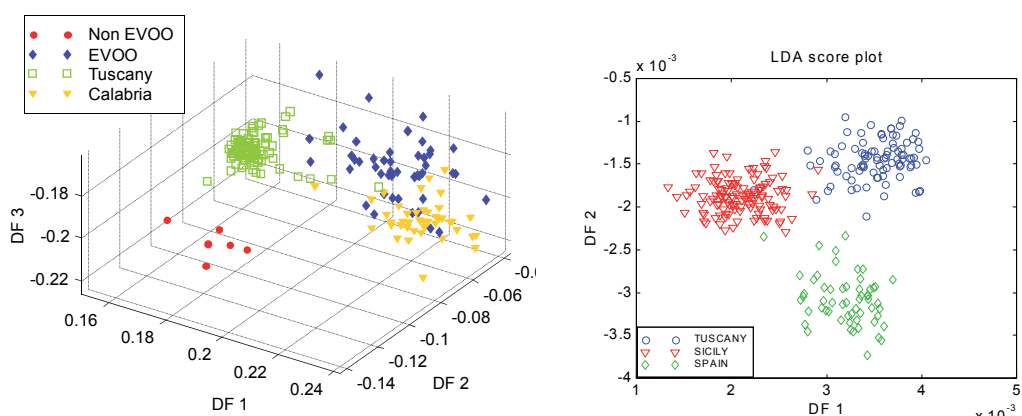 Non EVOO
EVOO
Tuscany
Calabria
-0.18
-0.2
-0.22
DF 3
0.16
0.18
0.2
0.22
0.24
DF 1
-0.14
-0.12
-0.1
-0.08
-0.06
DF 2
x 10⁻³
LDA score plot
-0.5
-1
-1.5
-2
-2.5
-3
-3.5
-4
DF 2
TUSCANY
SICILY
SPAIN
1
2
3
4
5
DF 1